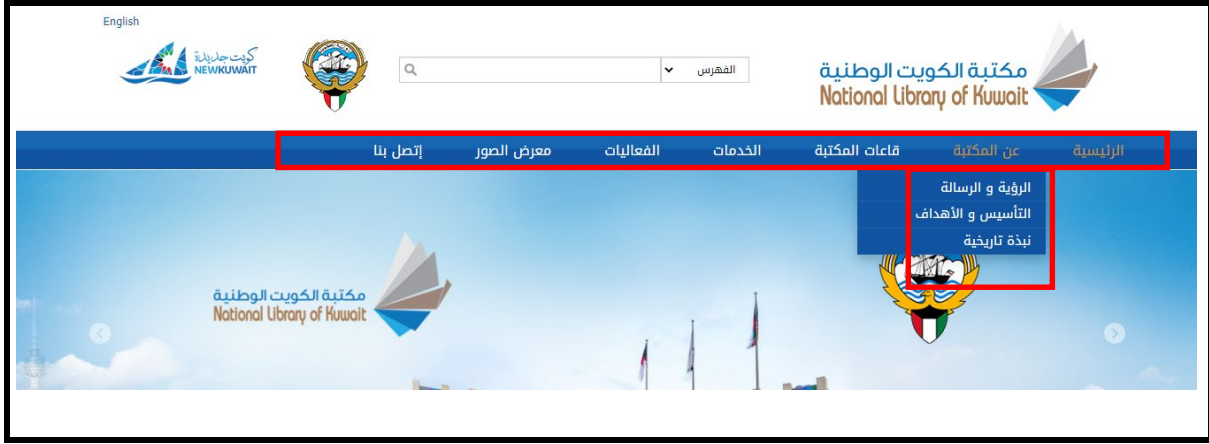 English
كويت جديدة
NEWKUWAIT
الفهرس
مكتبة الكويت الوطنية
National Library of Kuwait
الرئيسية عن المكتبة قاعات المكتبة الخدمات الفعاليات معرض الصور إتصل بنا
الرؤية و الرسالة
التأسيس و الأهداف
نبذة تاريخية
مكتبة الكويت الوطنية
National Library of Kuwait